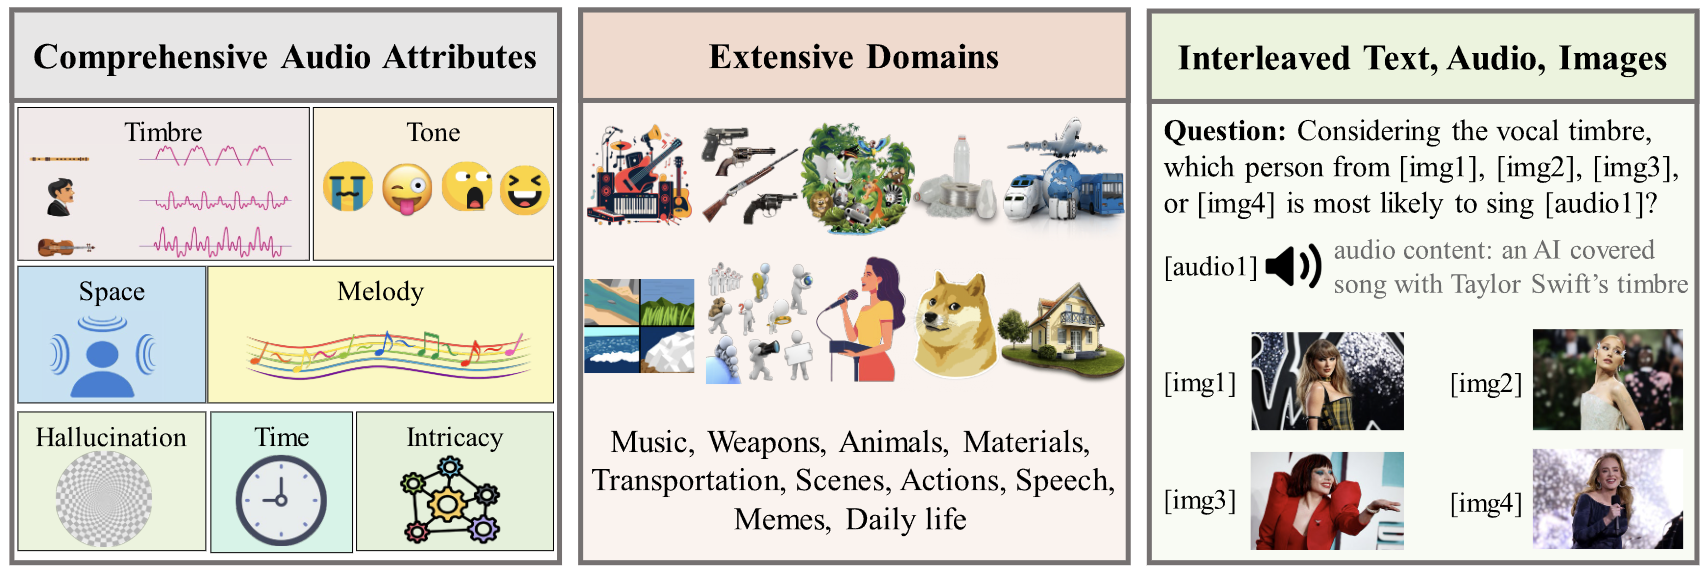 Comprehensive Audio Attributes
Timbre
Tone
Space
Melody
Hallucination
Time
Intricacy
Extensive Domains
Music, Weapons, Animals, Materials,
Transportation, Scenes, Actions, Speech,
Memes, Daily life
Interleaved Text, Audio, Images
Question: Considering the vocal timbre,
which person from [img1], [img2], [img3],
or [img4] is most likely to sing [audio1]?
[audio1]
audio content: an AI covered
song with Taylor Swift's timbre
[img1]
[img2]
[img3]
[img4]